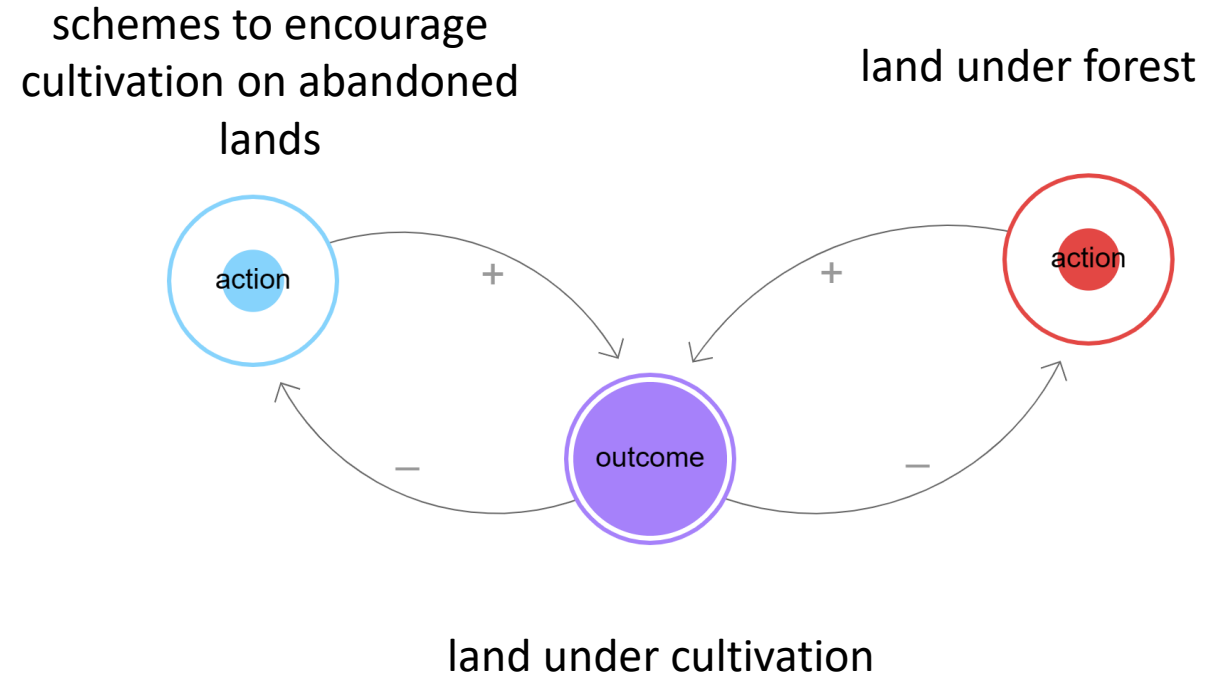 schemes to encourage
cultivation on abandoned
lands
land under forest
action
+
+
action
outcome
–
–
land under cultivation